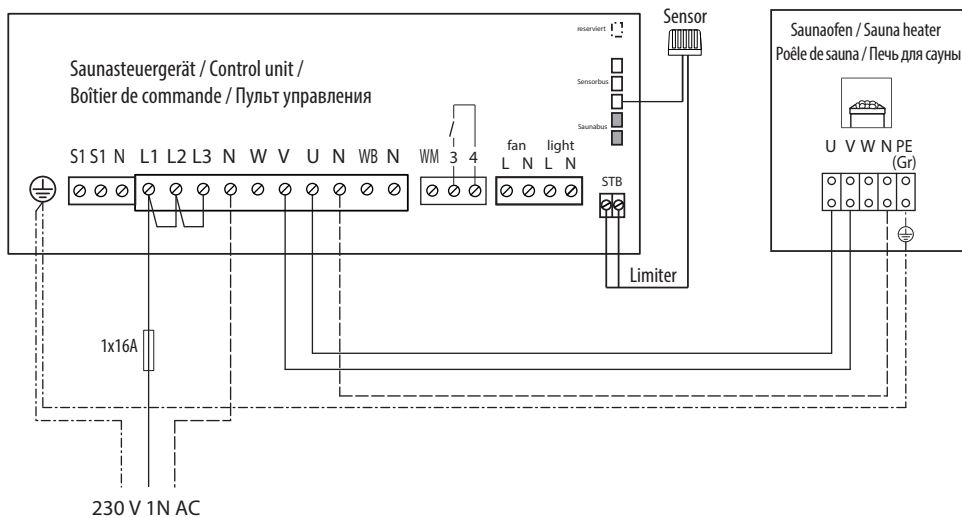 Sensor
reserviert
Saunaofen / Sauna heater
Poêle de sauna / Печь для сауны
Saunasteuergerät / Control unit /
Boîtier de commande / Пульт управления
Sensorbus
Saunabus
S1 S1 N L1 L2 L3 N W V U N WB N
WM 3 4
fan light
L N L N
STB
U V W N PE
(Gr)
Limiter
1x16A
230 V 1N AC